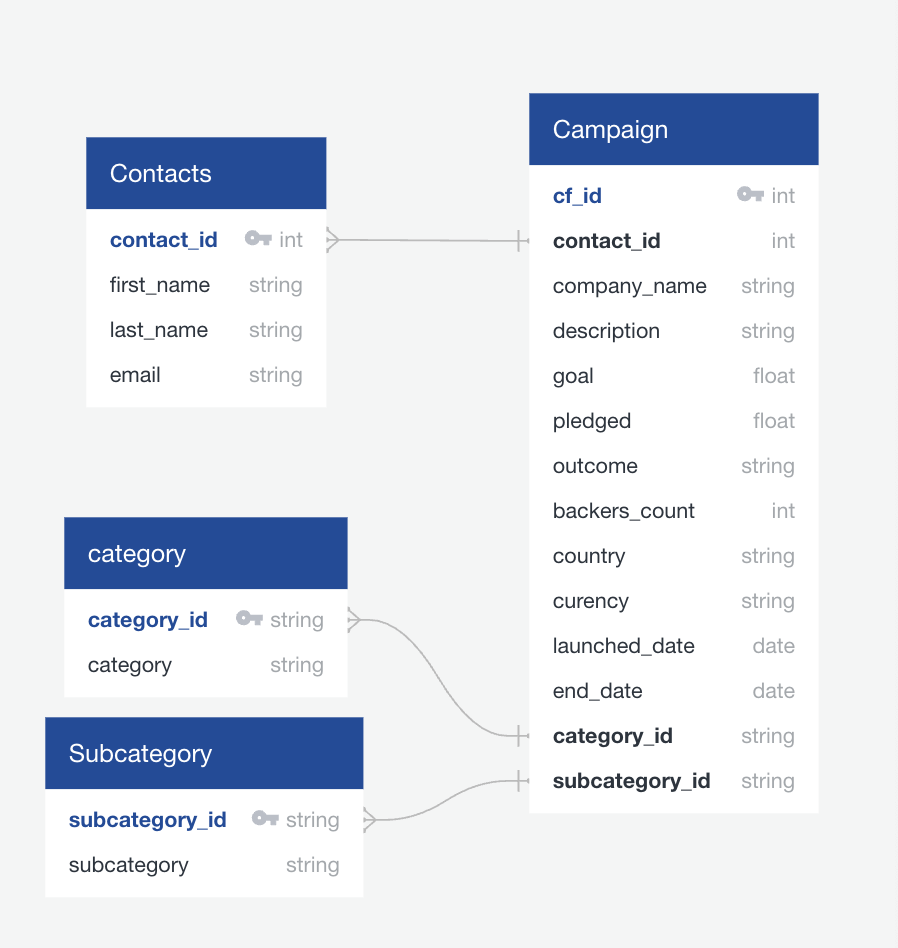 Contacts
contact_id int
first_name string
last_name string
email string
category
category_id string
category string
Subcategory
subcategory_id string
subcategory string
Campaign
cf_id int
contact_id int
company_name string
description string
goal float
pledged float
outcome string
backers_count int
country string
curency string
launched_date date
end_date date
category_id string
subcategory_id string